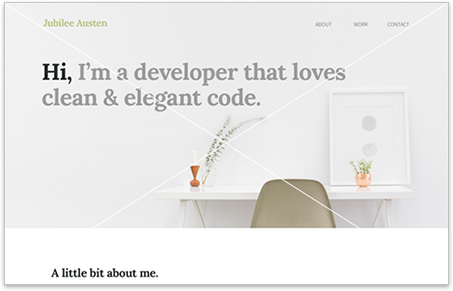 Jubilee Austen
ABOUT
WORK
CONTACT
Hi, I'm a developer that loves
clean & elegant code.
A little bit about me.